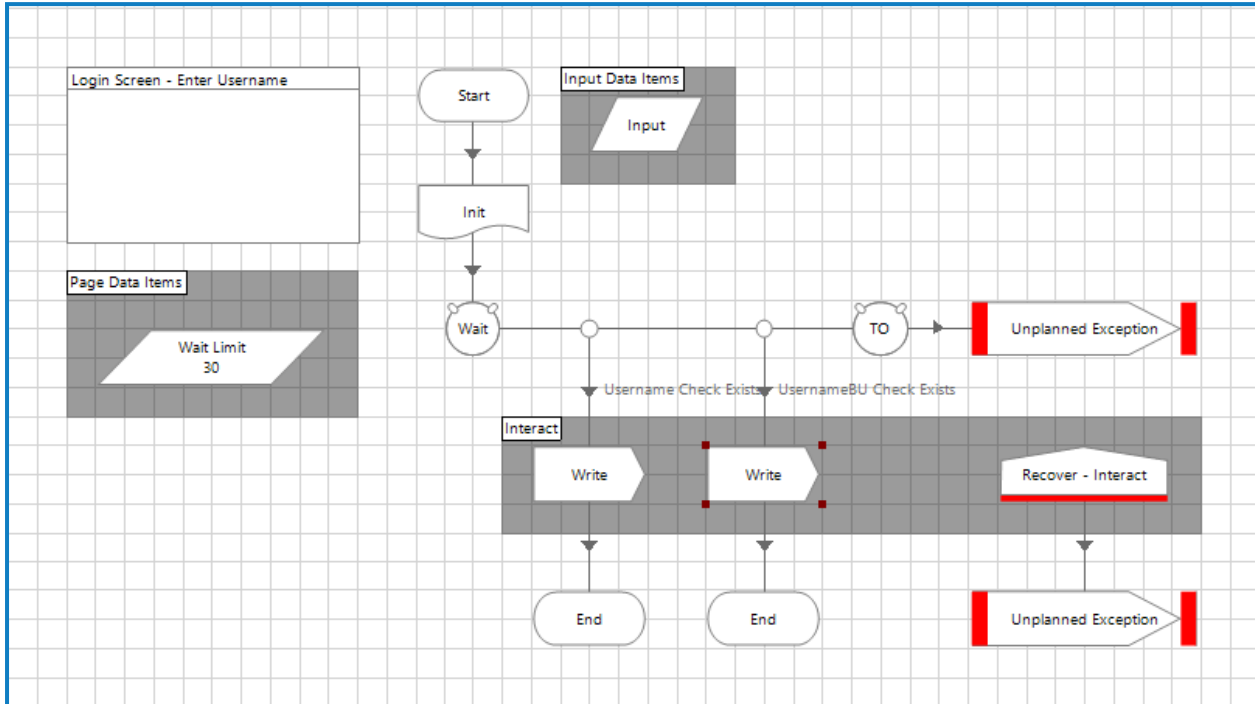 Login Screen - Enter Username
Start
Input Data Items
Input
Init
Page Data Items
Wait Limit
30
Wait
TO
Unplanned Exception
Username Check Exists
UsernameBU Check Exists
Interact
Write
Write
Recover - Interact
End
End
Unplanned Exception